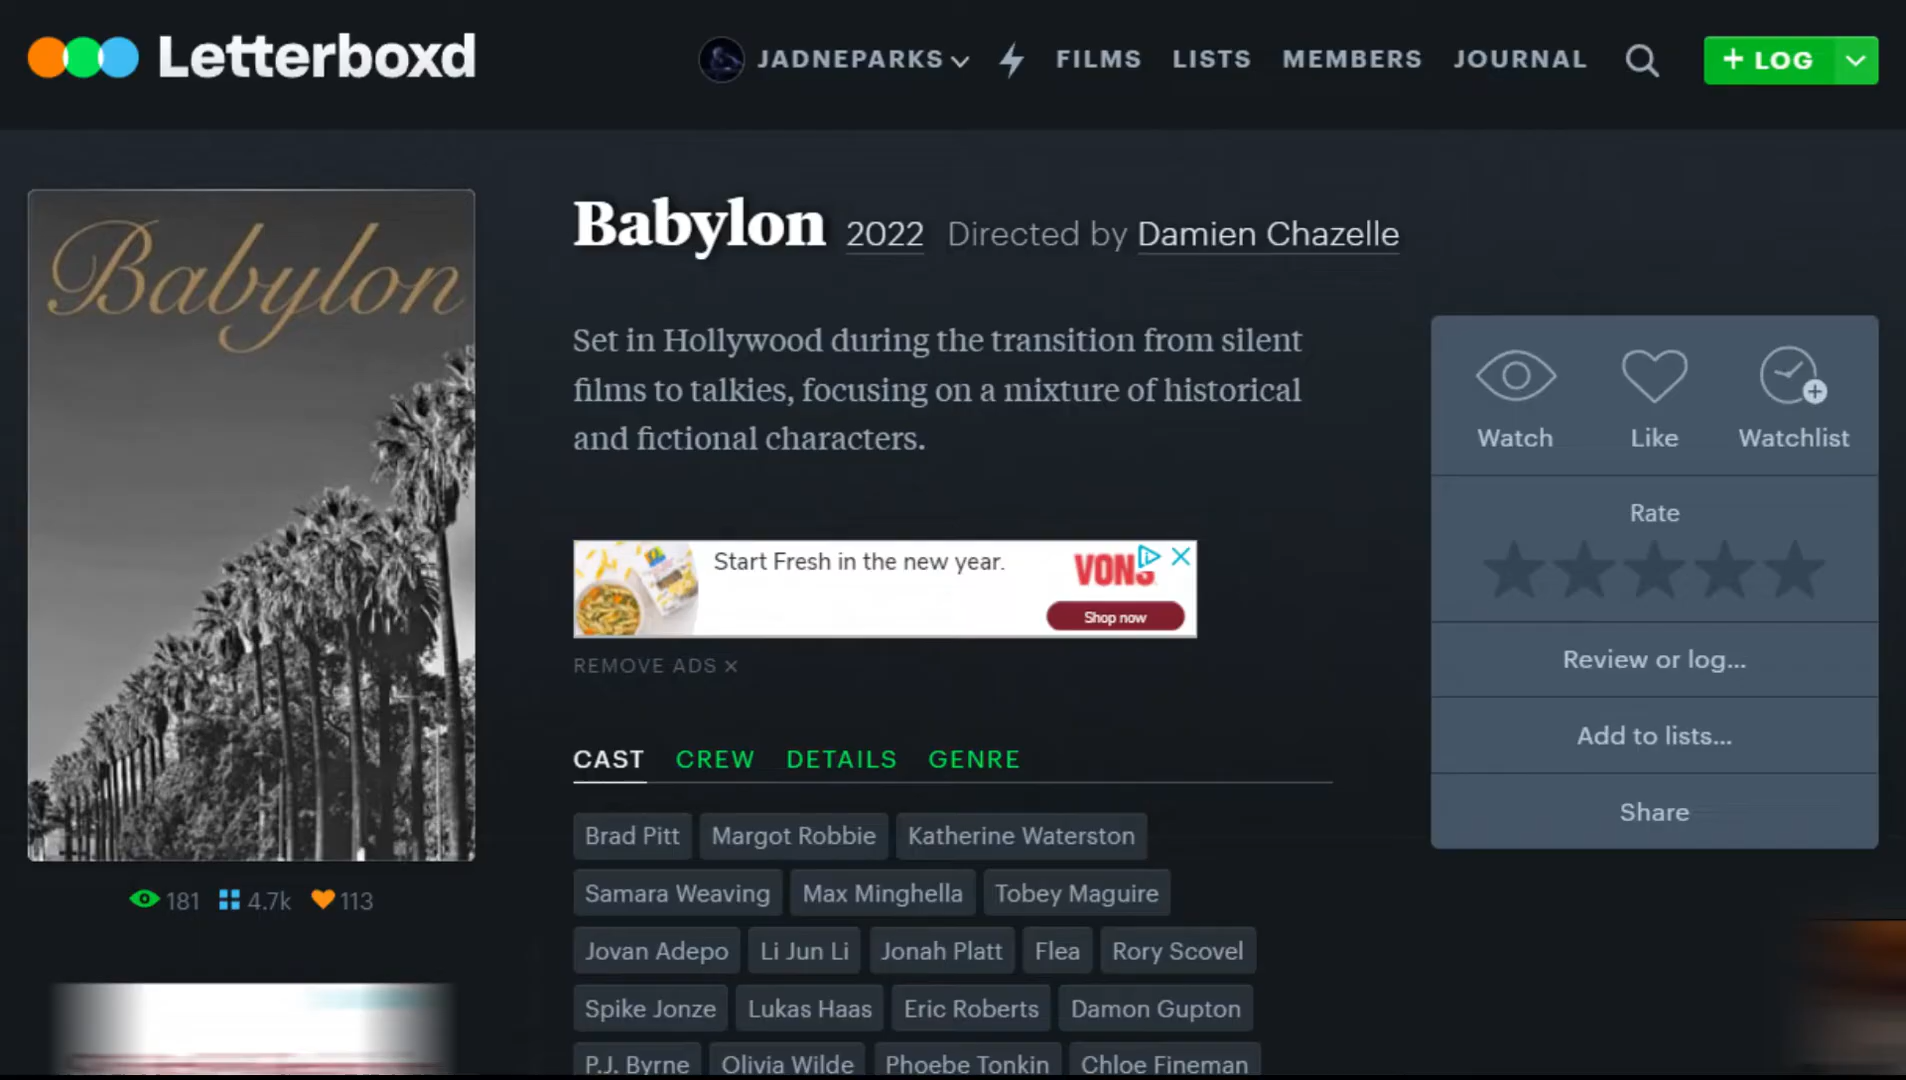 Letterboxd
JADNEPARKS FILMS LISTS MEMBERS JOURNAL + LOG
Babylon
Babylon 2022 Directed by Damien Chazelle
Set in Hollywood during the transition from silent
films to talkies, focusing on a mixture of historical
and fictional characters.
Watch Like Watchlist
Rate
Review or log...
Add to lists...
Share
Start Fresh in the new year.
VONS
Shop now
REMOVE ADS ×
CAST CREW DETAILS GENRE
Brad Pitt Margot Robbie Katherine Waterston
Samara Weaving Max Minghella Tobey Maguire
Jovan Adepo Li Jun Li Jonah Platt Flea Rory Scovel
Spike Jonze Lukas Haas Eric Roberts Damon Gupton
P.J. Byrne Olivia Wilde Phoebe Tonkin Chloe Fineman
181 4.7k 113